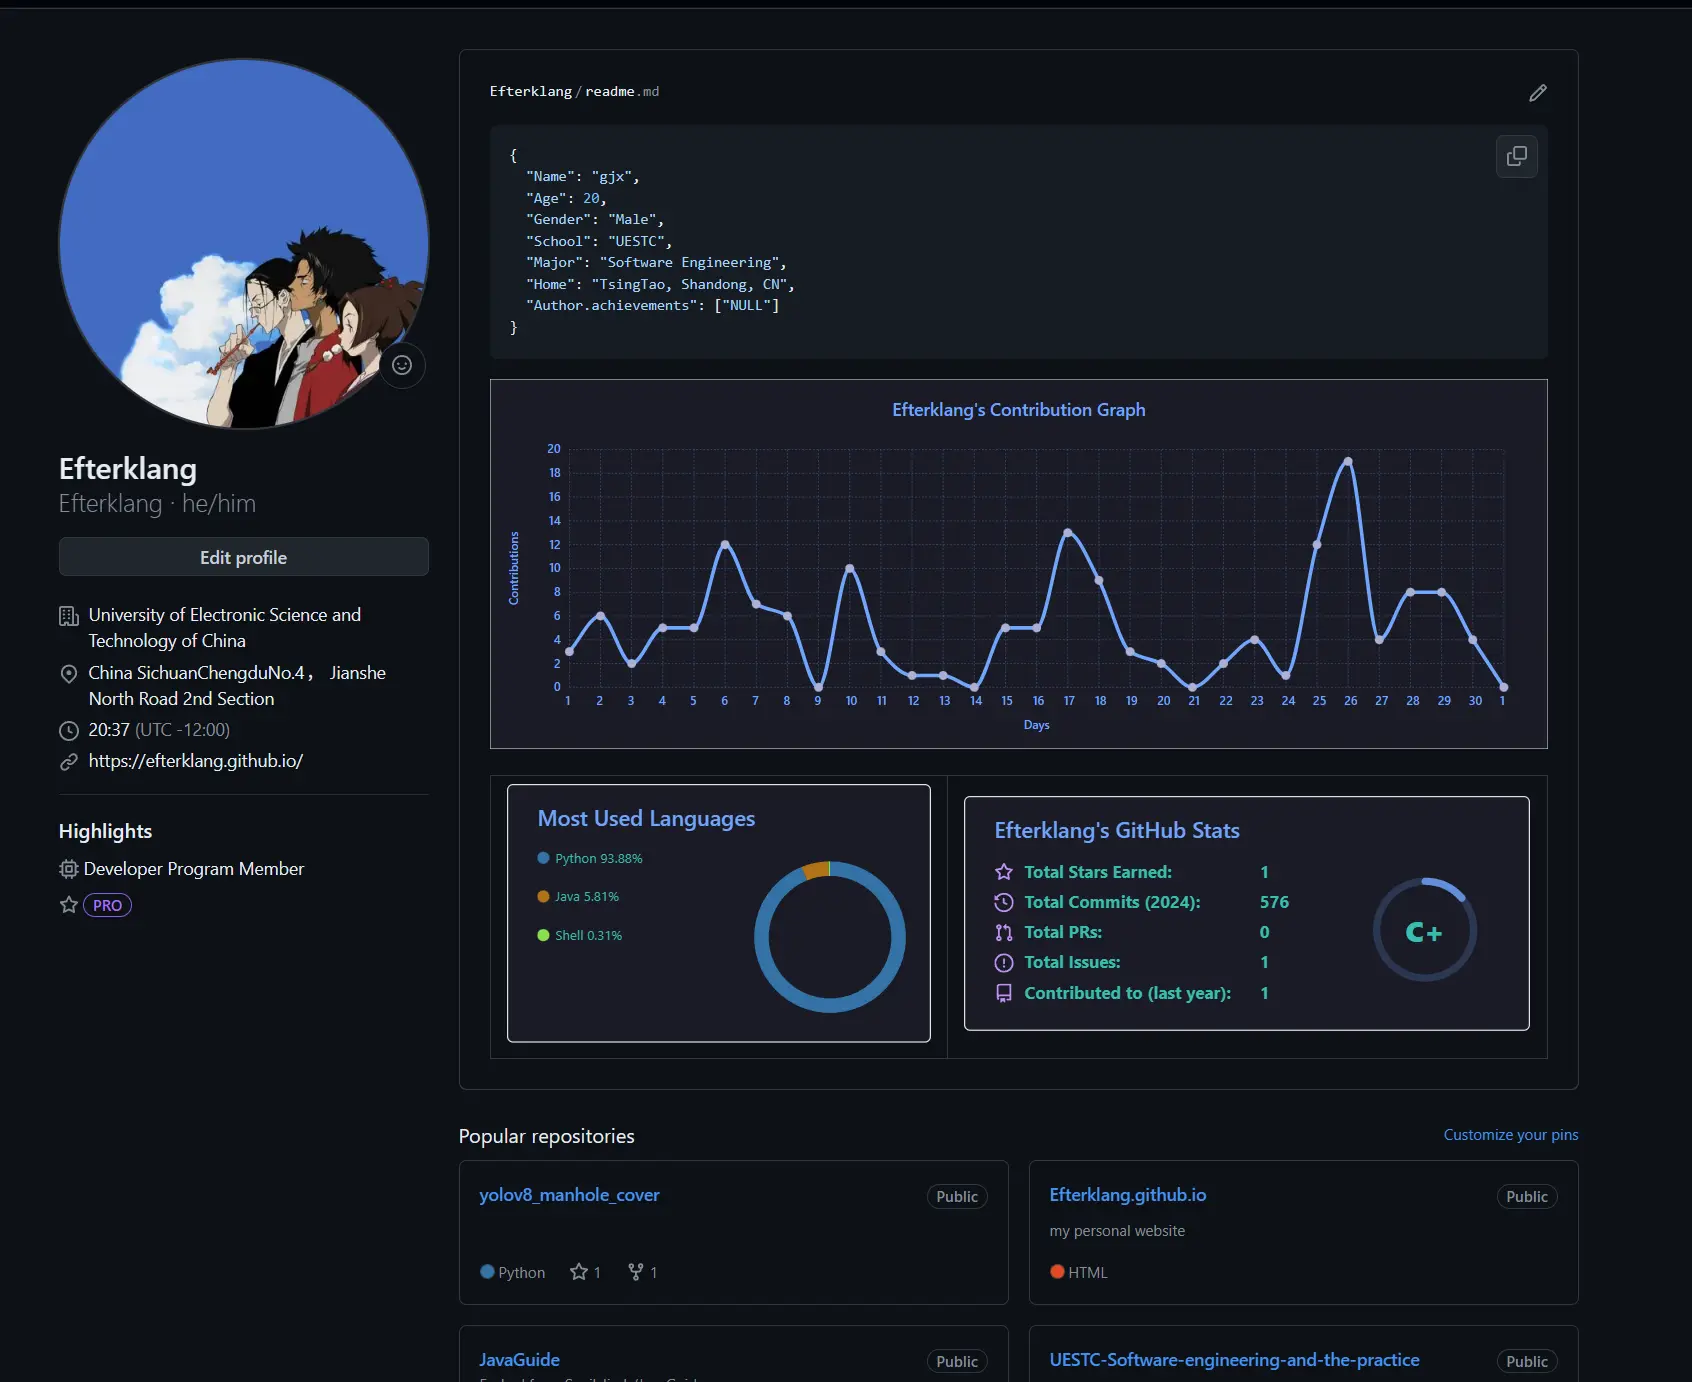 Efterklang
Efterklang · he/him
Edit profile
University of Electronic Science and
Technology of China
China SichuanChengduNo.4， Jianshe
North Road 2nd Section
20:37 (UTC -12:00)
https://efterklang.github.io/
Highlights
Developer Program Member
PRO
Efterklang/readme.md
{
"Name": "gjx",
"Age": 20,
"Gender": "Male",
"School": "UESTC",
"Major": "Software Engineering",
"Home": "TsingTao, Shandong, CN",
"Author.achievements": ["NULL"]
}
Efterklang's Contribution Graph
Contributions
20
18
16
14
12
10
8
6
4
2
0
1 2 3 4 5 6 7 8 9 10 11 12 13 14 15 16 17 18 19 20 21 22 23 24 25 26 27 28 29 30 1
Days
Most Used Languages
Python 93.88%
Java 5.81%
Shell 0.31%
Efterklang's GitHub Stats
Total Stars Earned: 1
Total Commits (2024): 576
Total PRs: 0
Total Issues: 1
Contributed to (last year): 1
C+
Popular repositories
Customize your pins
yolov8_manhole_cover
Public
Python 1 1
Efterklang.github.io
Public
my personal website
HTML
JavaGuide
Public
UESTC-Software-engineering-and-the-practice
Public